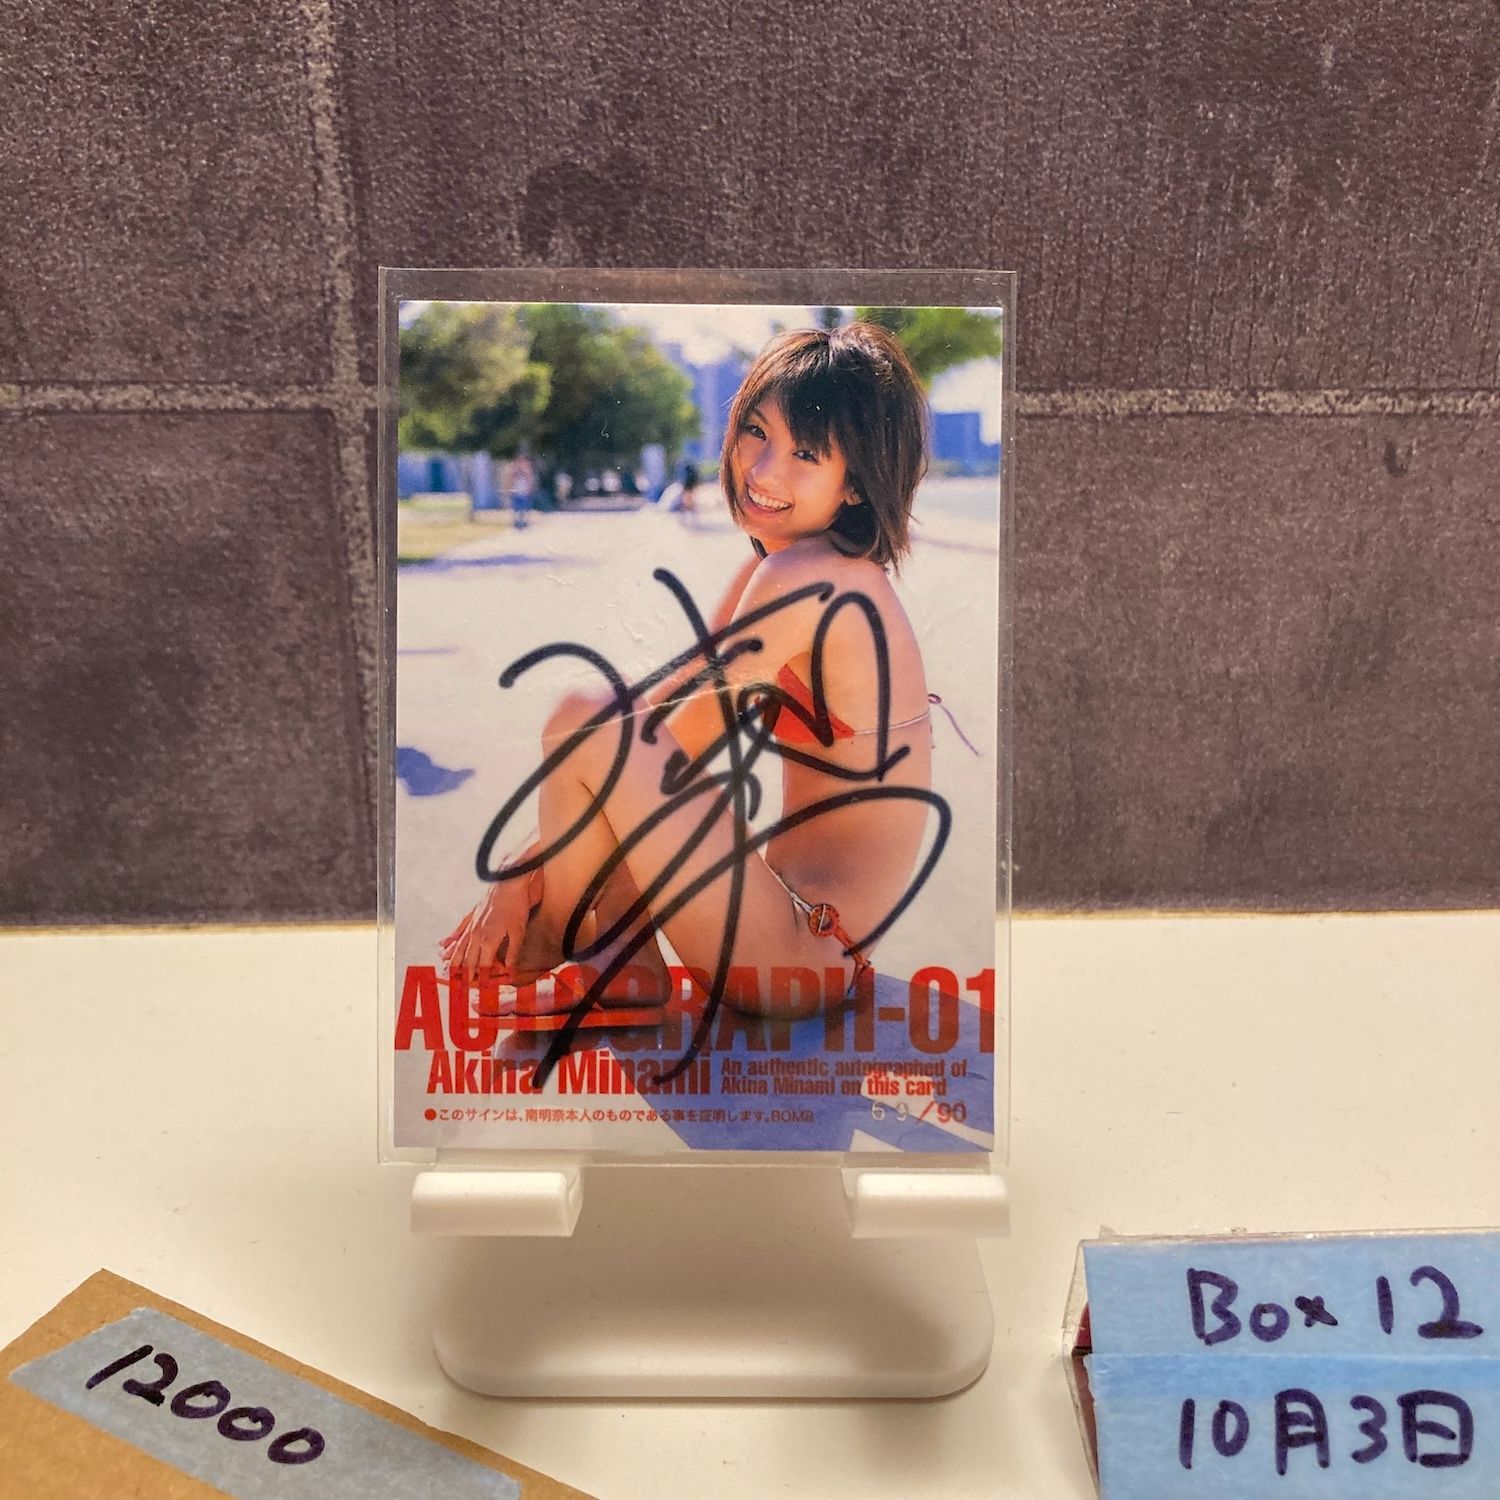 AUTOGRAPH-01
Akina Minami
An authentic autographed of
Akina Minami on this card
●このサインは、南明奈本人のものである事を証明します。BOMB
69/90
12000
Box 12
10月3日